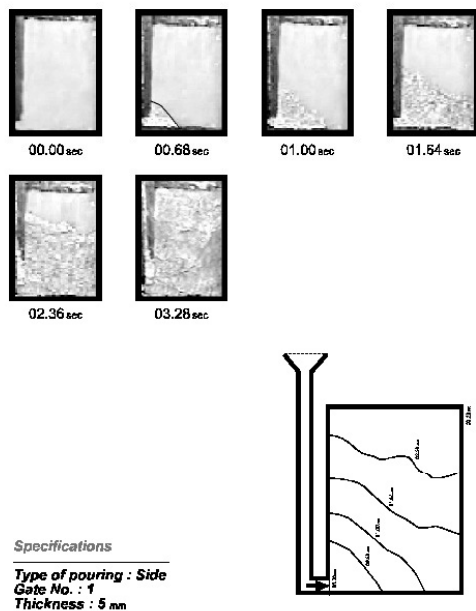 00.00 sec
00.68 sec
01.00 sec
01.64 sec
02.36 sec
03.28 sec
Specifications
Type of pouring : Side
Gate No. : 1
Thickness : 5 mm